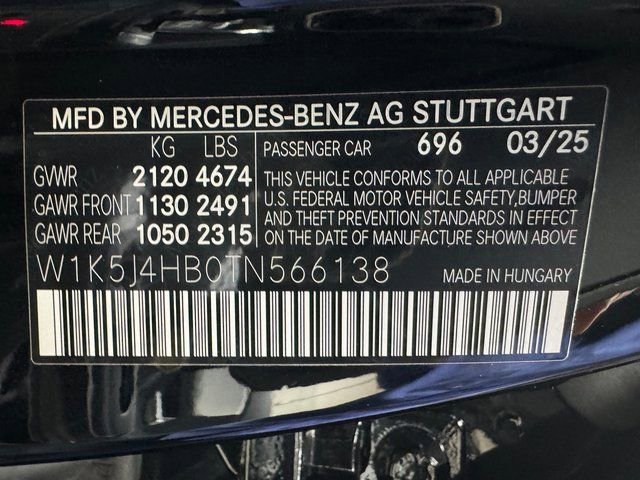 MFD BY MERCEDES-BENZ AG STUTTGART
KG LBS
GVWR 2120 4674
GAWR FRONT 1130 2491
GAWR REAR 1050 2315
PASSENGER CAR 696 03/25
THIS VEHICLE CONFORMS TO ALL APPLICABLE
U.S. FEDERAL MOTOR VEHICLE SAFETY,BUMPER
AND THEFT PREVENTION STANDARDS IN EFFECT
ON THE DATE OF MANUFACTURE SHOWN ABOVE
W1K5J4HB0TN566138 MADE IN HUNGARY